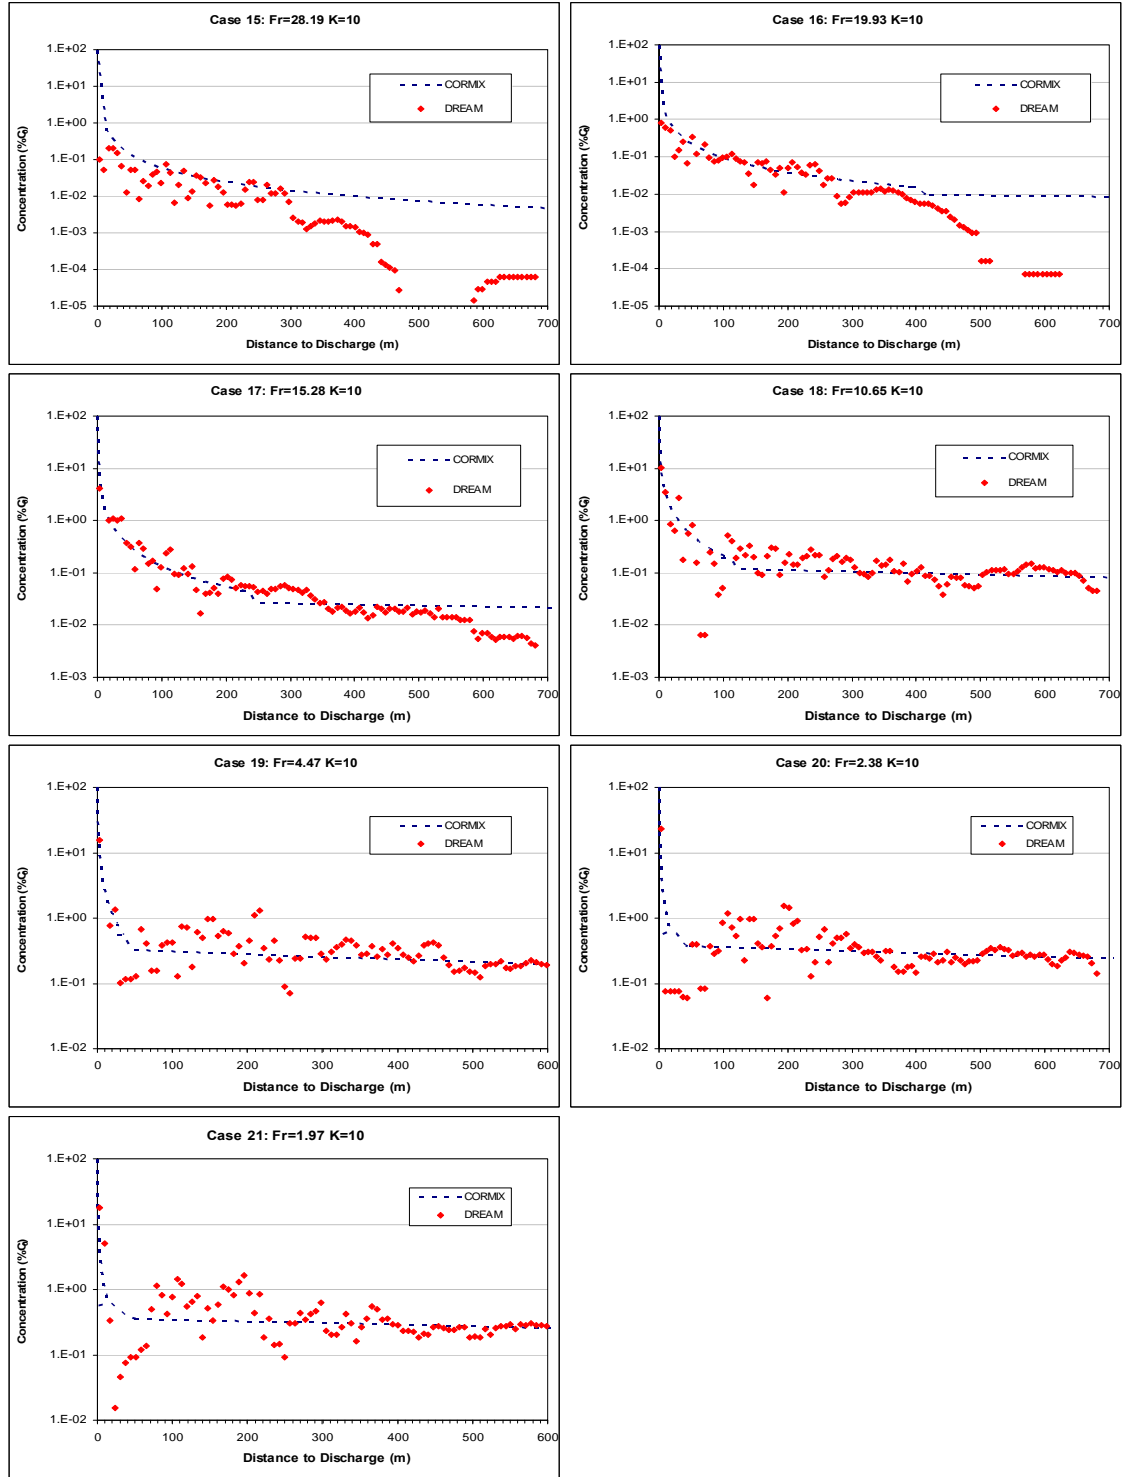 Case 15: Fr=28.19 K=10
1.E+02
1.E+01
1.E+00
1.E-01
1.E-02
1.E-03
1.E-04
1.E-05
Concentration (%C0)
CORMIX
DREAM
0 100 200 300 400 500 600 700
Distance to Discharge (m)
Case 16: Fr=19.93 K=10
1.E+02
1.E+01
1.E+00
1.E-01
1.E-02
1.E-03
1.E-04
1.E-05
Concentration (%C0)
CORMIX
DREAM
0 100 200 300 400 500 600 700
Distance to Discharge (m)
Case 17: Fr=15.28 K=10
1.E+02
1.E+01
1.E+00
1.E-01
1.E-02
1.E-03
Concentration (%C0)
CORMIX
DREAM
0 100 200 300 400 500 600 700
Distance to Discharge (m)
Case 18: Fr=10.65 K=10
1.E+02
1.E+01
1.E+00
1.E-01
1.E-02
1.E-03
Concentration (%C0)
CORMIX
DREAM
0 100 200 300 400 500 600 700
Distance to Discharge (m)
Case 19: Fr=4.47 K=10
1.E+02
1.E+01
1.E+00
1.E-01
1.E-02
Concentration (%C0)
CORMIX
DREAM
0 100 200 300 400 500 600
Distance to Discharge (m)
Case 20: Fr=2.38 K=10
1.E+02
1.E+01
1.E+00
1.E-01
1.E-02
Concentration (%C0)
CORMIX
DREAM
0 100 200 300 400 500 600 700
Distance to Discharge (m)
Case 21: Fr=1.97 K=10
1.E+02
1.E+01
1.E+00
1.E-01
1.E-02
Concentration (%C0)
CORMIX
DREAM
0 100 200 300 400 500 600
Distance to Discharge (m)